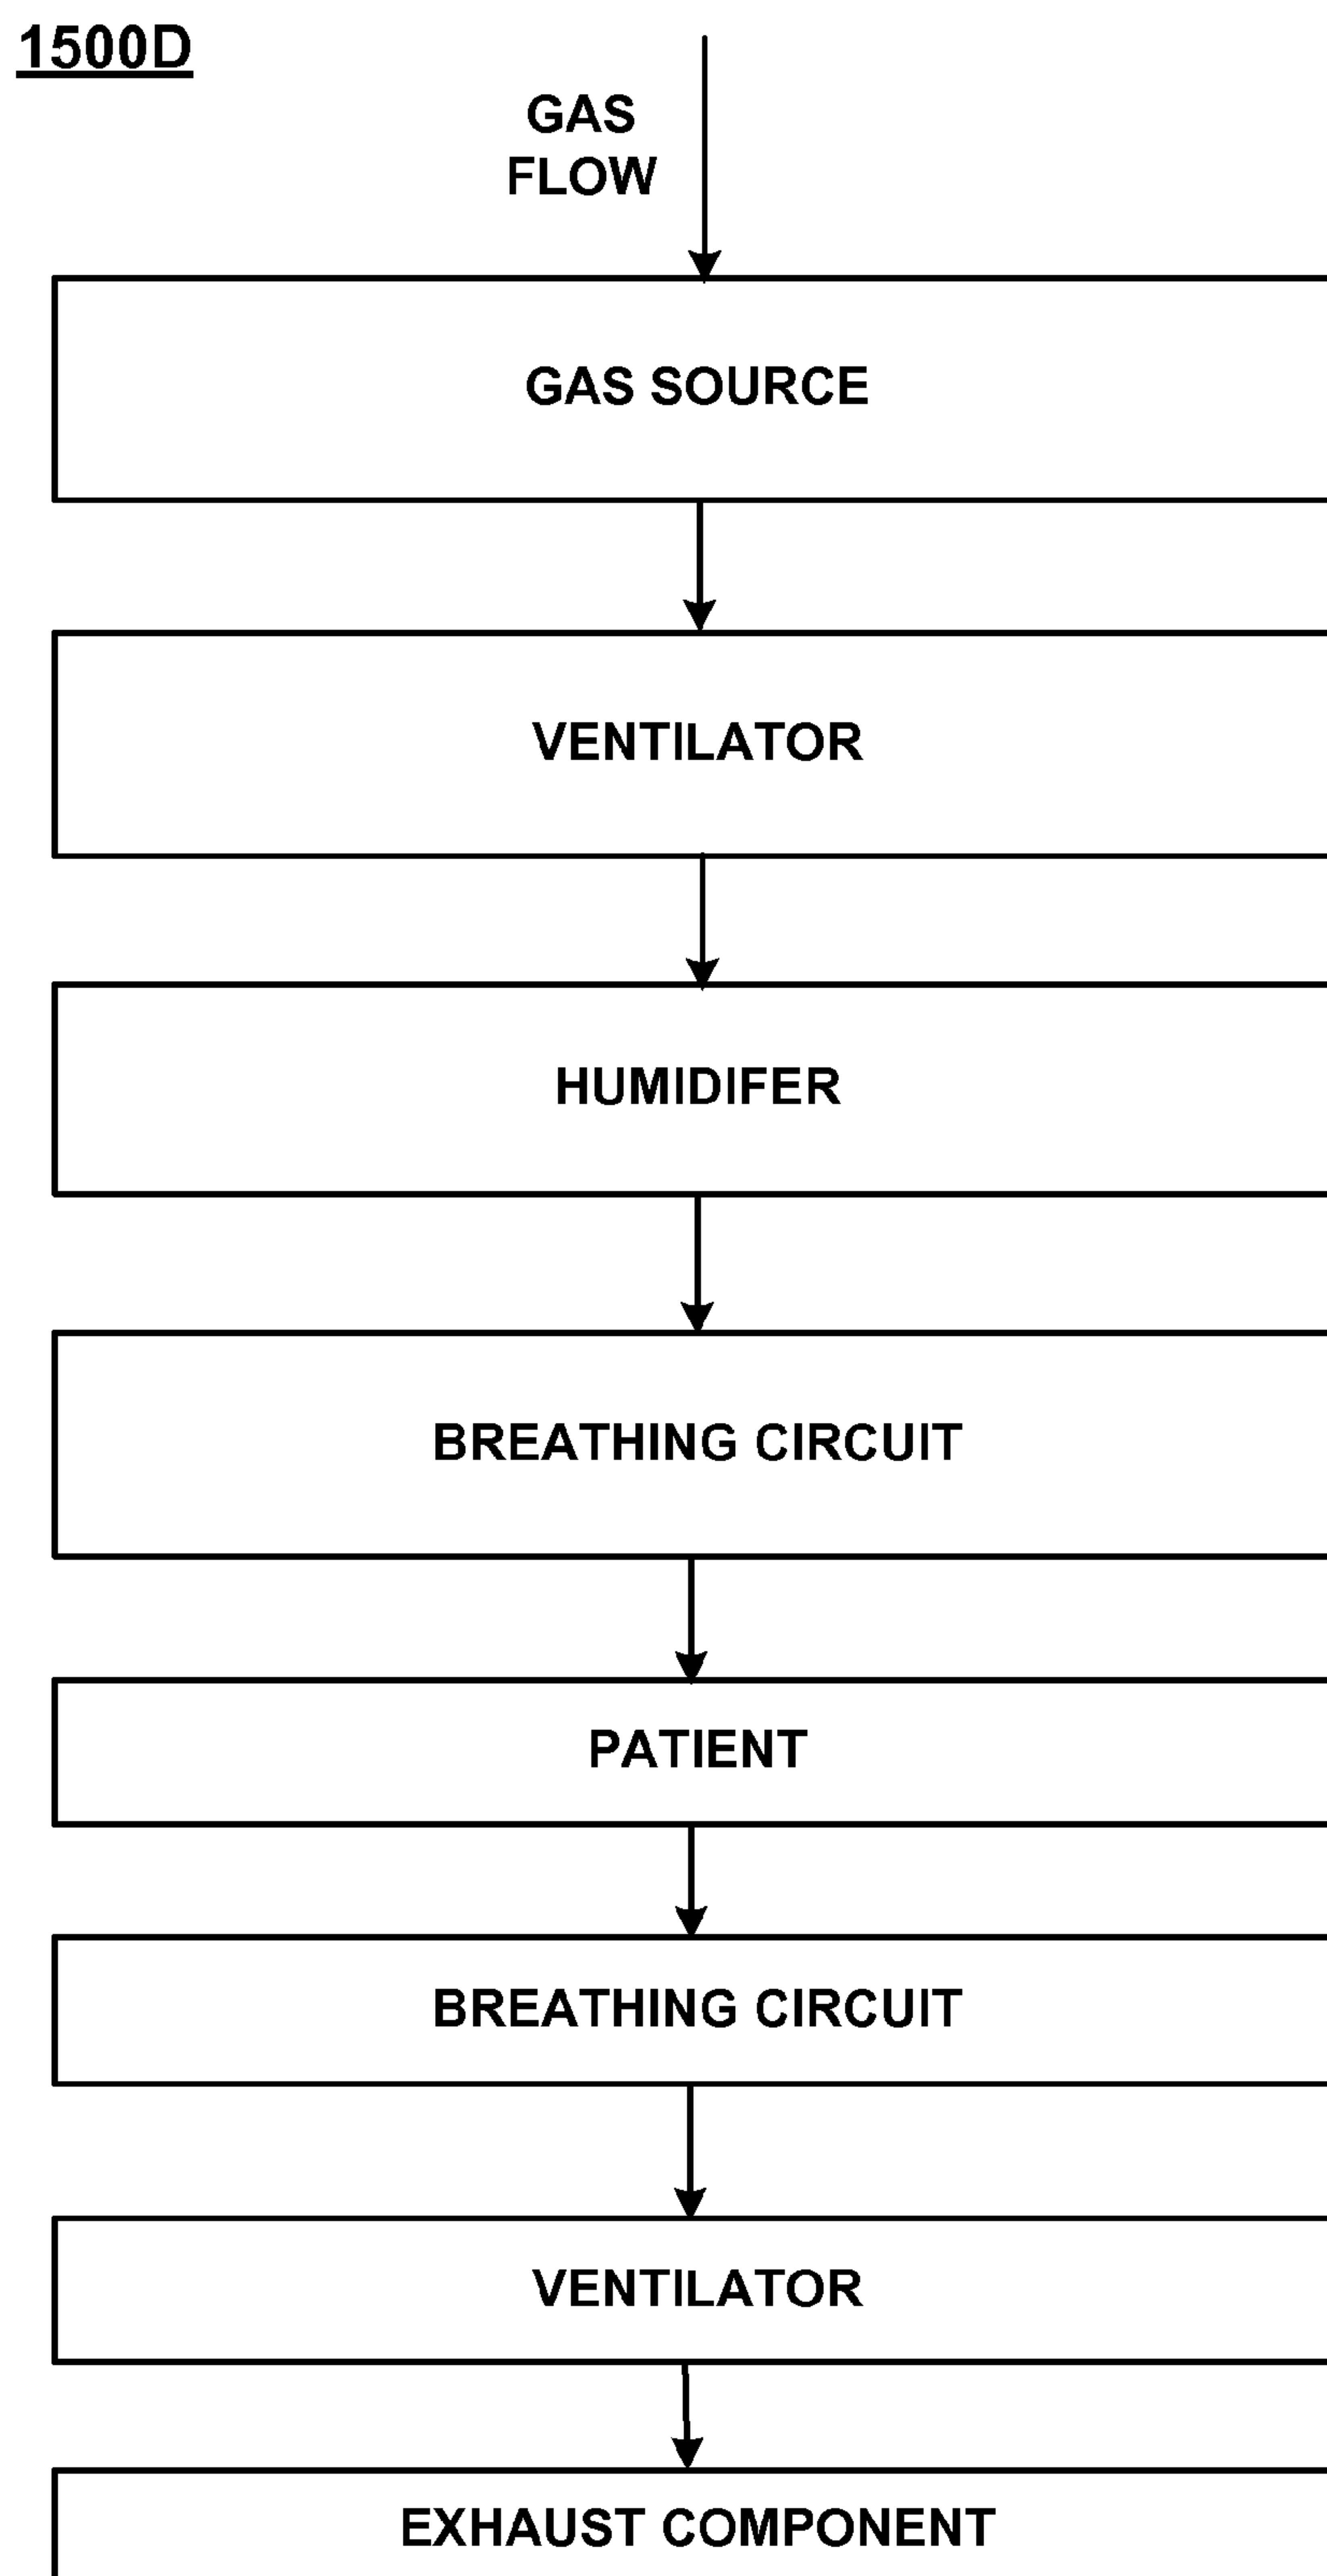 1500D
GAS
FLOW
GAS SOURCE
VENTILATOR
HUMIDIFER
BREATHING CIRCUIT
PATIENT
BREATHING CIRCUIT
VENTILATOR
EXHAUST COMPONENT